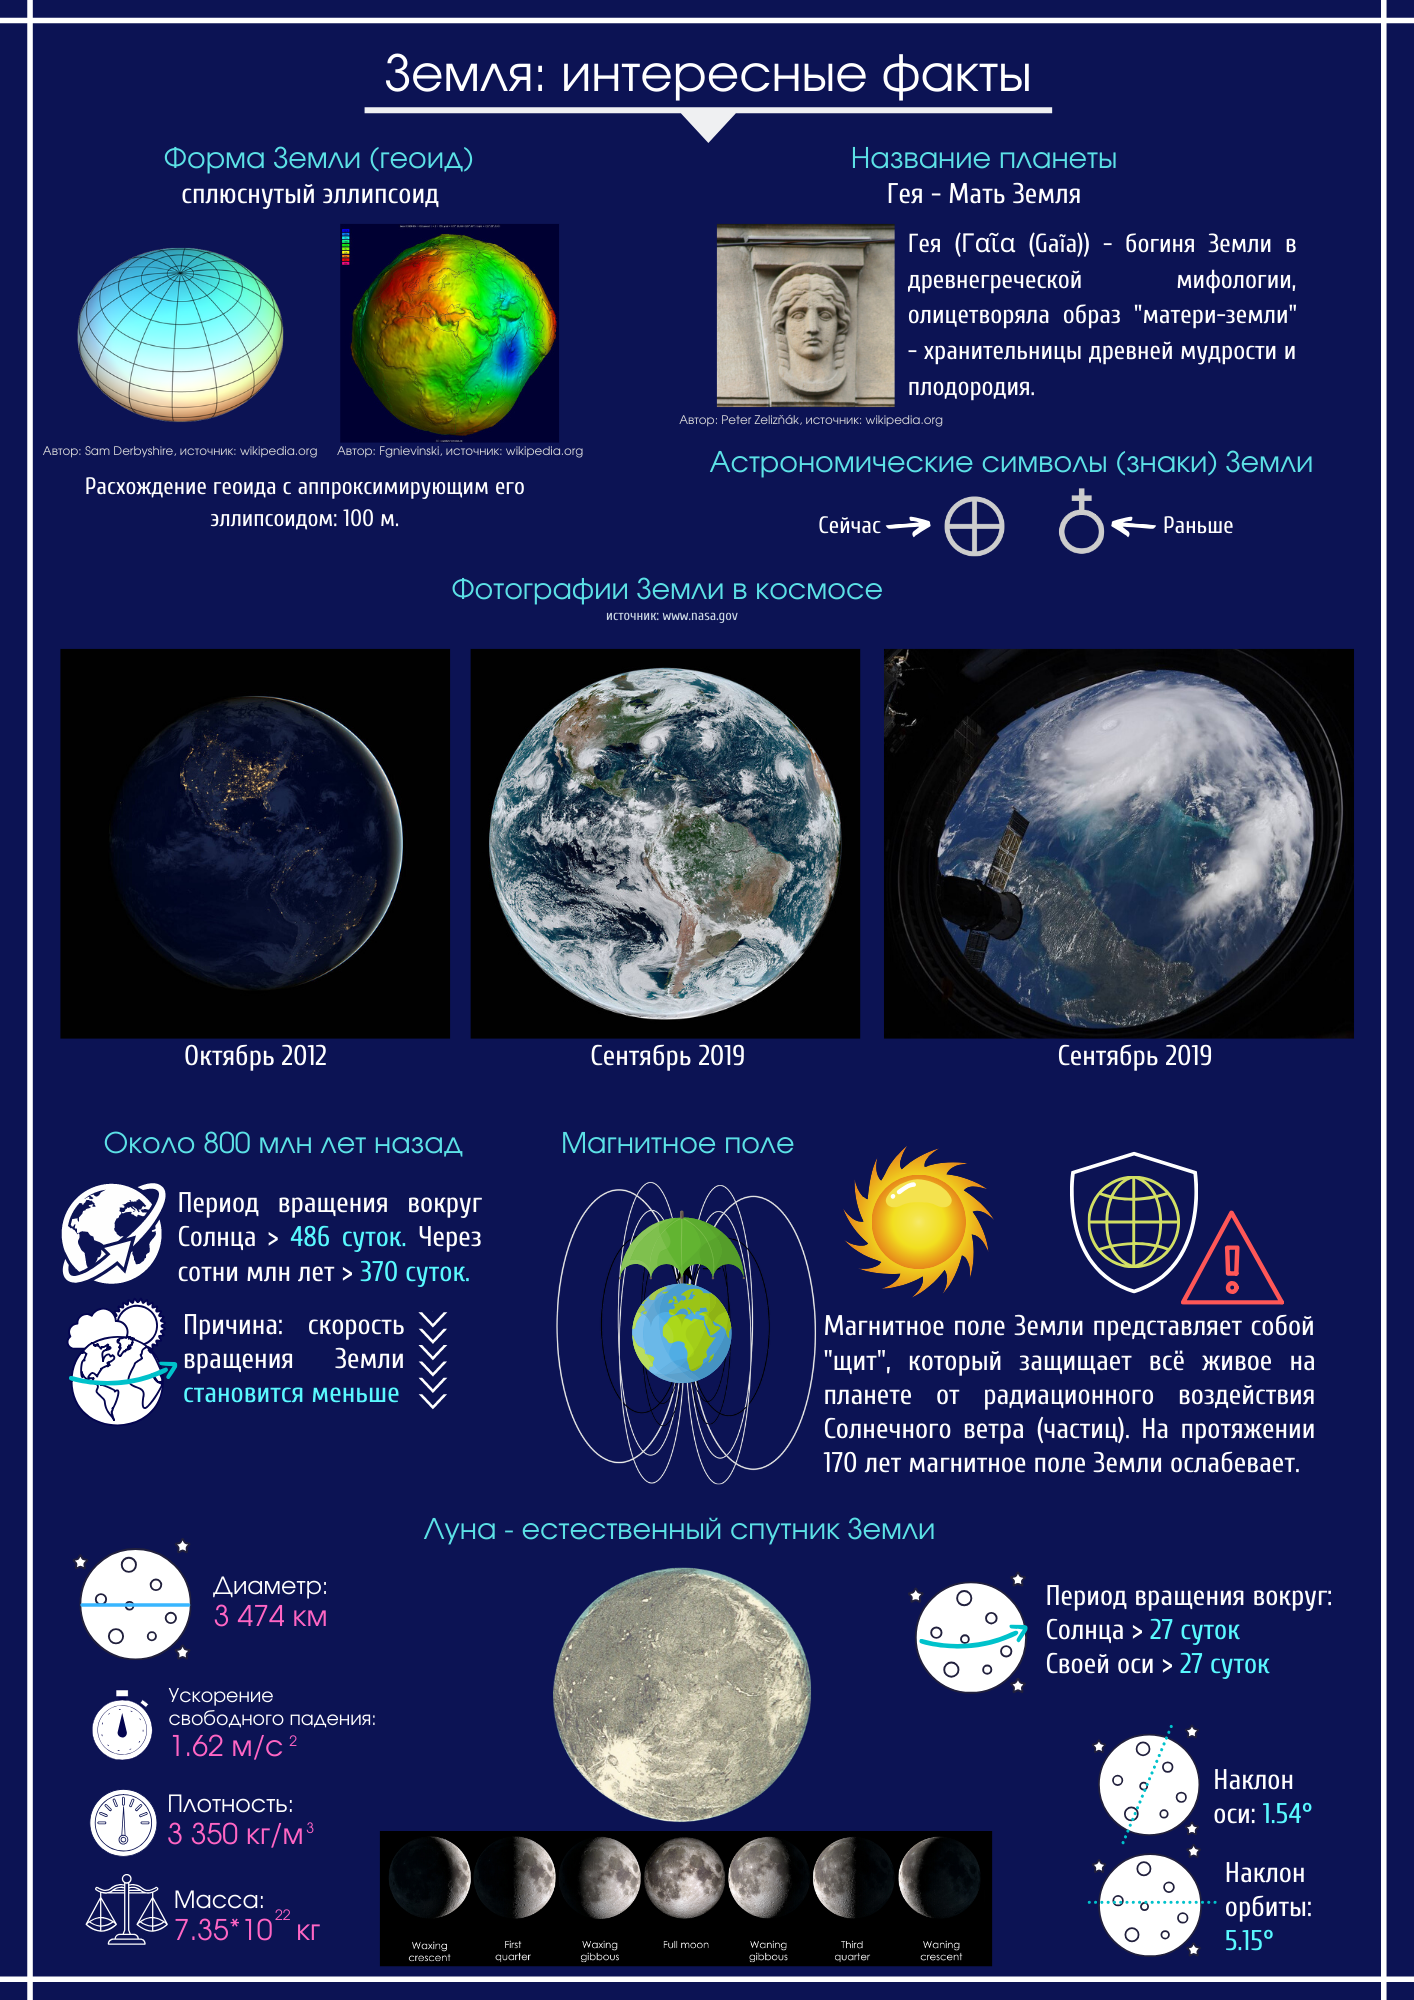 Земля: интересные факты
Форма Земли (геоид)
сплюснутый эллипсоид
Автор: Sam Derbyshire, источник: wikipedia.org
Автор: Fgnievinski, источник: wikipedia.org
Расхождение геоида с аппроксимирующим его
эллипсоидом: 100 м.
Название планеты
Гея - Мать Земля
Гея (Γαῖα (Gaĩa)) - богиня Земли в
древнегреческой мифологии,
олицетворяла образ "матери-земли"
- хранительницы древней мудрости и
плодородия.
Автор: Peter Zelizňák, источник: wikipedia.org
Астрономические символы (знаки) Земли
Сейчас
Раньше
Фотографии Земли в космосе
источник: www.nasa.gov
Октябрь 2012
Сентябрь 2019
Сентябрь 2019
Около 800 млн лет назад
Период вращения вокруг
Солнца > 486 суток. Через
сотни млн лет > 370 суток.
Причина: скорость
вращения Земли
становится меньше
Магнитное поле
Магнитное поле Земли представляет собой
"щит", который защищает всё живое на
планете от радиационного воздействия
Солнечного ветра (частиц). На протяжении
170 лет магнитное поле Земли ослабевает.
Луна - естественный спутник Земли
Диаметр:
3 474 км
Ускорение
свободного падения:
1.62 м/с ²
Плотность:
3 350 кг/м³
Масса:
7.35*10²² кг
Период вращения вокруг:
Солнца > 27 суток
Своей оси > 27 суток
Наклон
оси: 1.54°
Наклон
орбиты:
5.15°
Waxing
crescent
First
quarter
Waxing
gibbous
Full moon
Waning
gibbous
Third
quarter
Waning
crescent